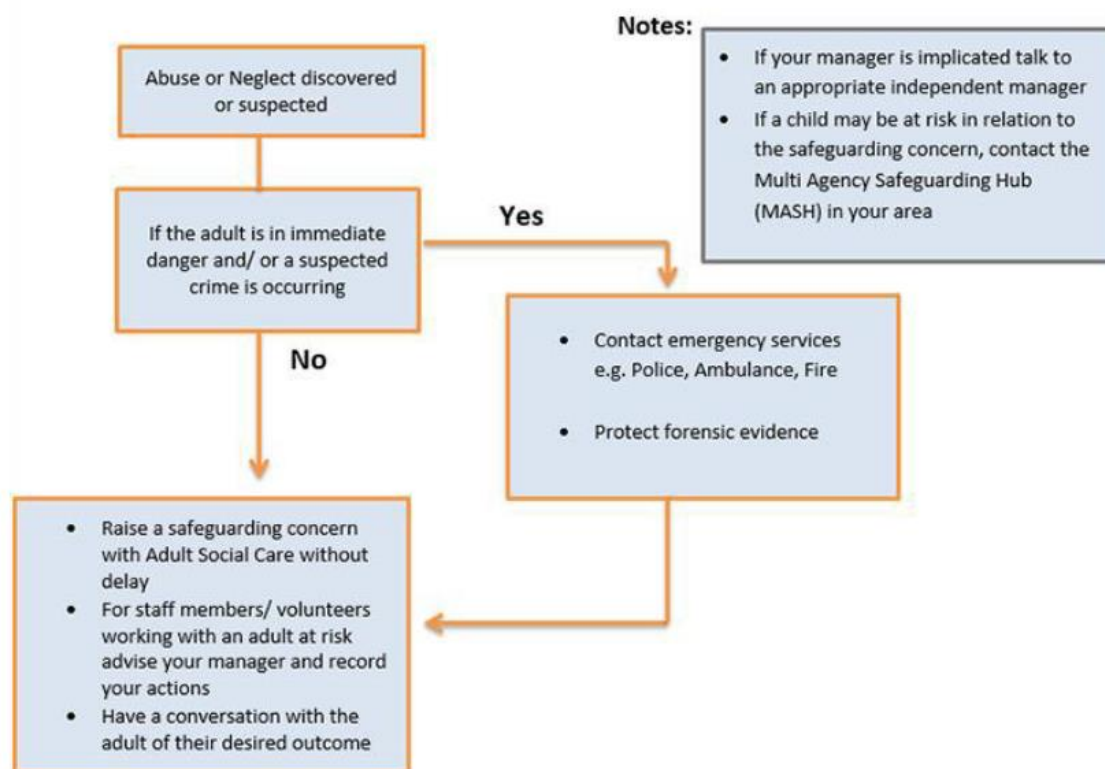 Notes:
Abuse or Neglect discovered
or suspected
• If your manager is implicated talk to
an appropriate independent manager
• If a child may be at risk in relation to
the safeguarding concern, contact the
Multi Agency Safeguarding Hub
(MASH) in your area
If the adult is in immediate
danger and/ or a suspected
crime is occurring
Yes
No
• Contact emergency services
e.g. Police, Ambulance, Fire
• Protect forensic evidence
• Raise a safeguarding concern
with Adult Social Care without
delay
• For staff members/ volunteers
working with an adult at risk
advise your manager and record
your actions
• Have a conversation with the
adult of their desired outcome